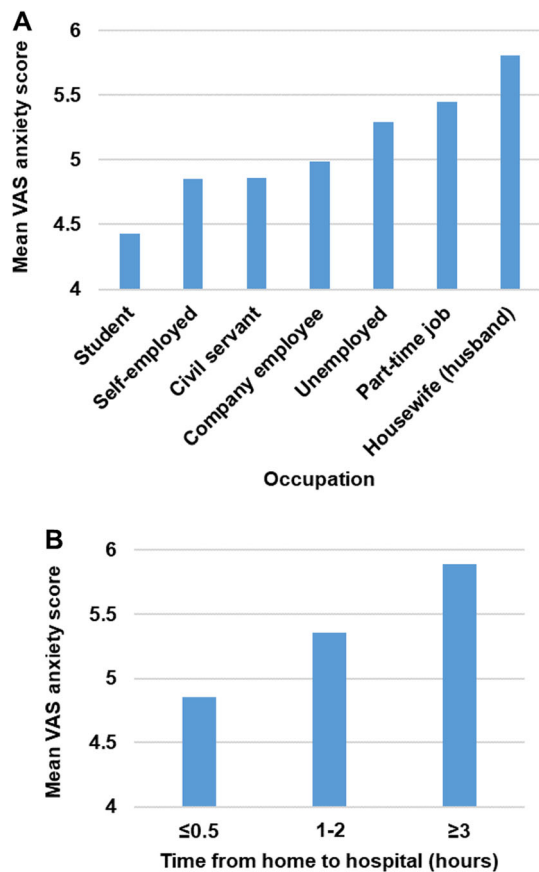 A
Mean VAS anxiety score
6
5.5
5
4.5
4
Student
Self-employed
Civil servant
Company employee
Unemployed
Part-time job
Housewife (husband)
Occupation
B
Mean VAS anxiety score
6
5.5
5
4.5
4
≤0.5
1-2
≥3
Time from home to hospital (hours)